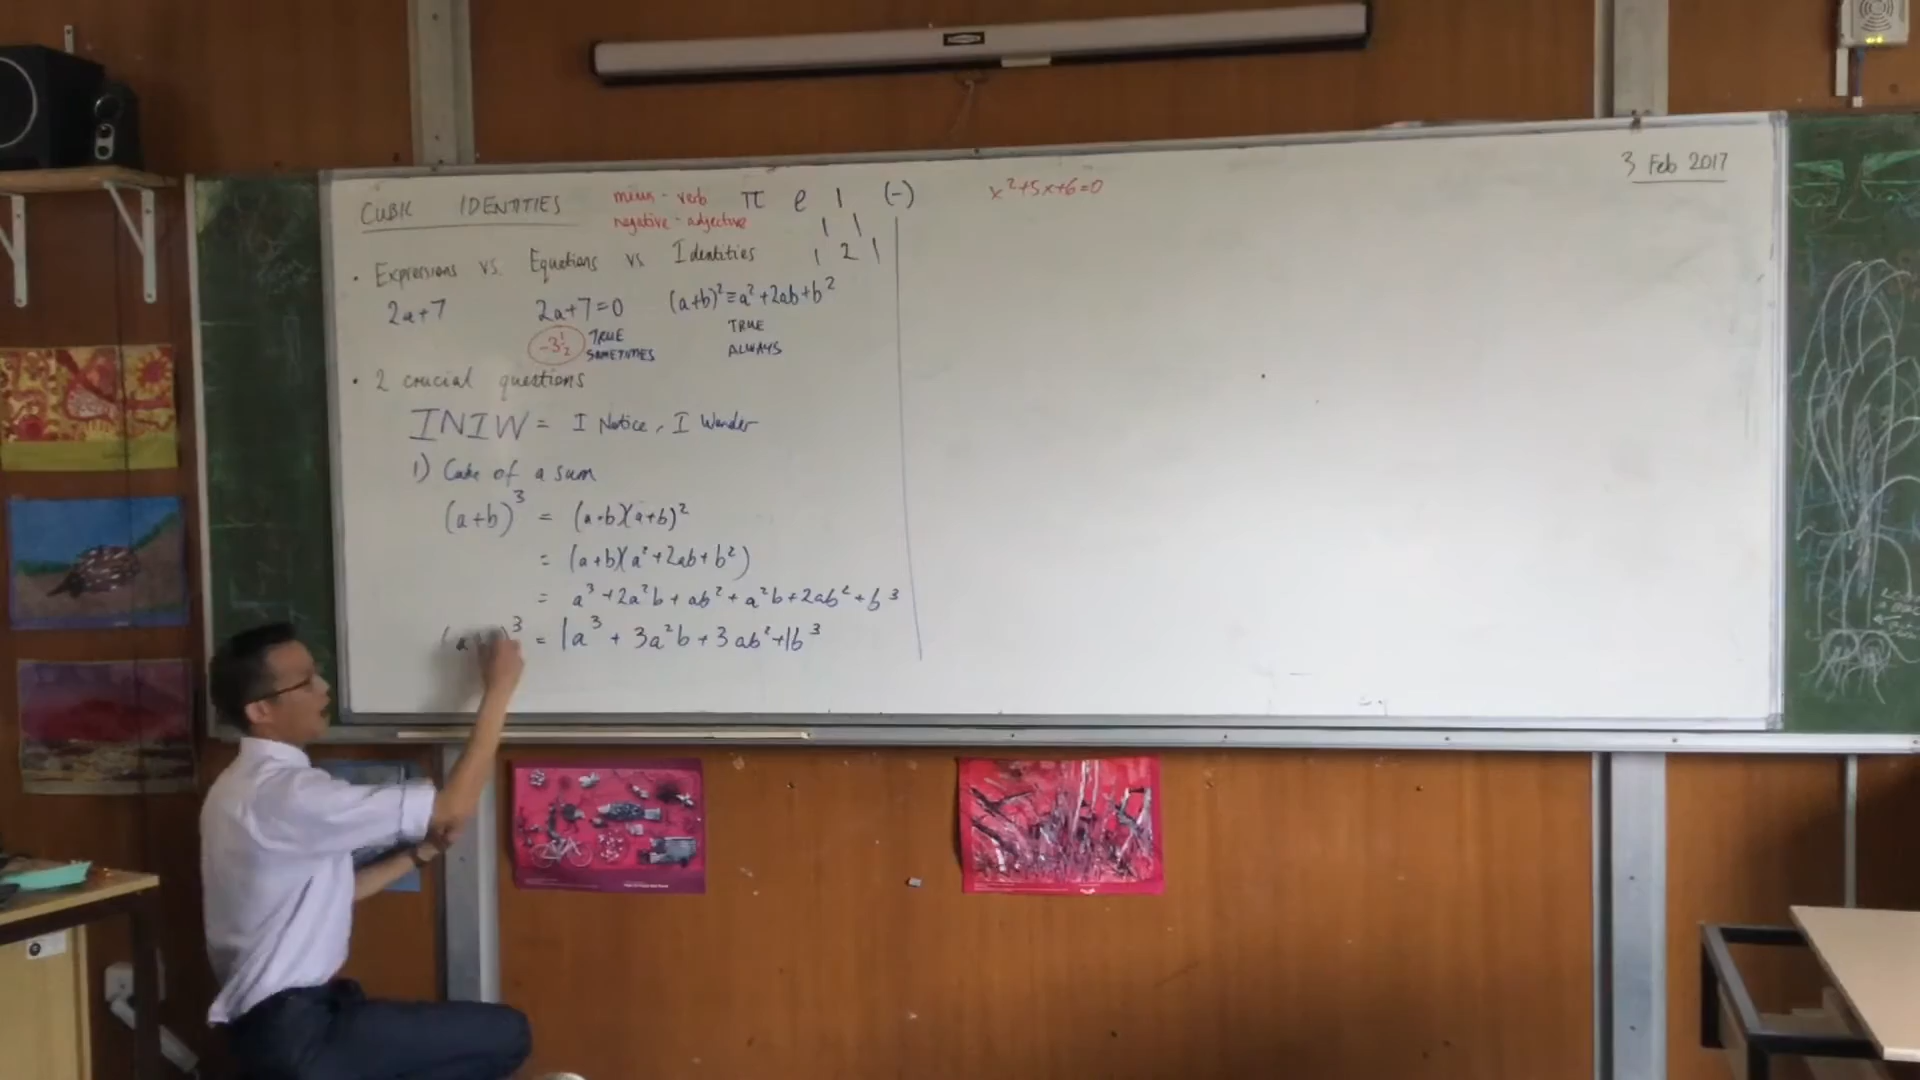 CUBIC IDENTITIES
minus - verb
negative - adjective
π e 1 (-)
1 1
1 2 1
x²+5x+6=0
3 Feb 2017
• Expressions vs. Equations vs Identities
2a+7 2a+7=0 (a+b)²≡a²+2ab+b²
-3½ TRUE SOMETIMES
TRUE ALWAYS
• 2 crucial questions
INIW = I Notice, I Wonder
1) Cube of a sum
(a+b)³ = (a+b)(a+b)²
= (a+b)(a²+2ab+b²)
= a³+2a²b+ab²+a²b+2ab²+b³
³ = 1a³ + 3a²b + 3ab² + 1b³